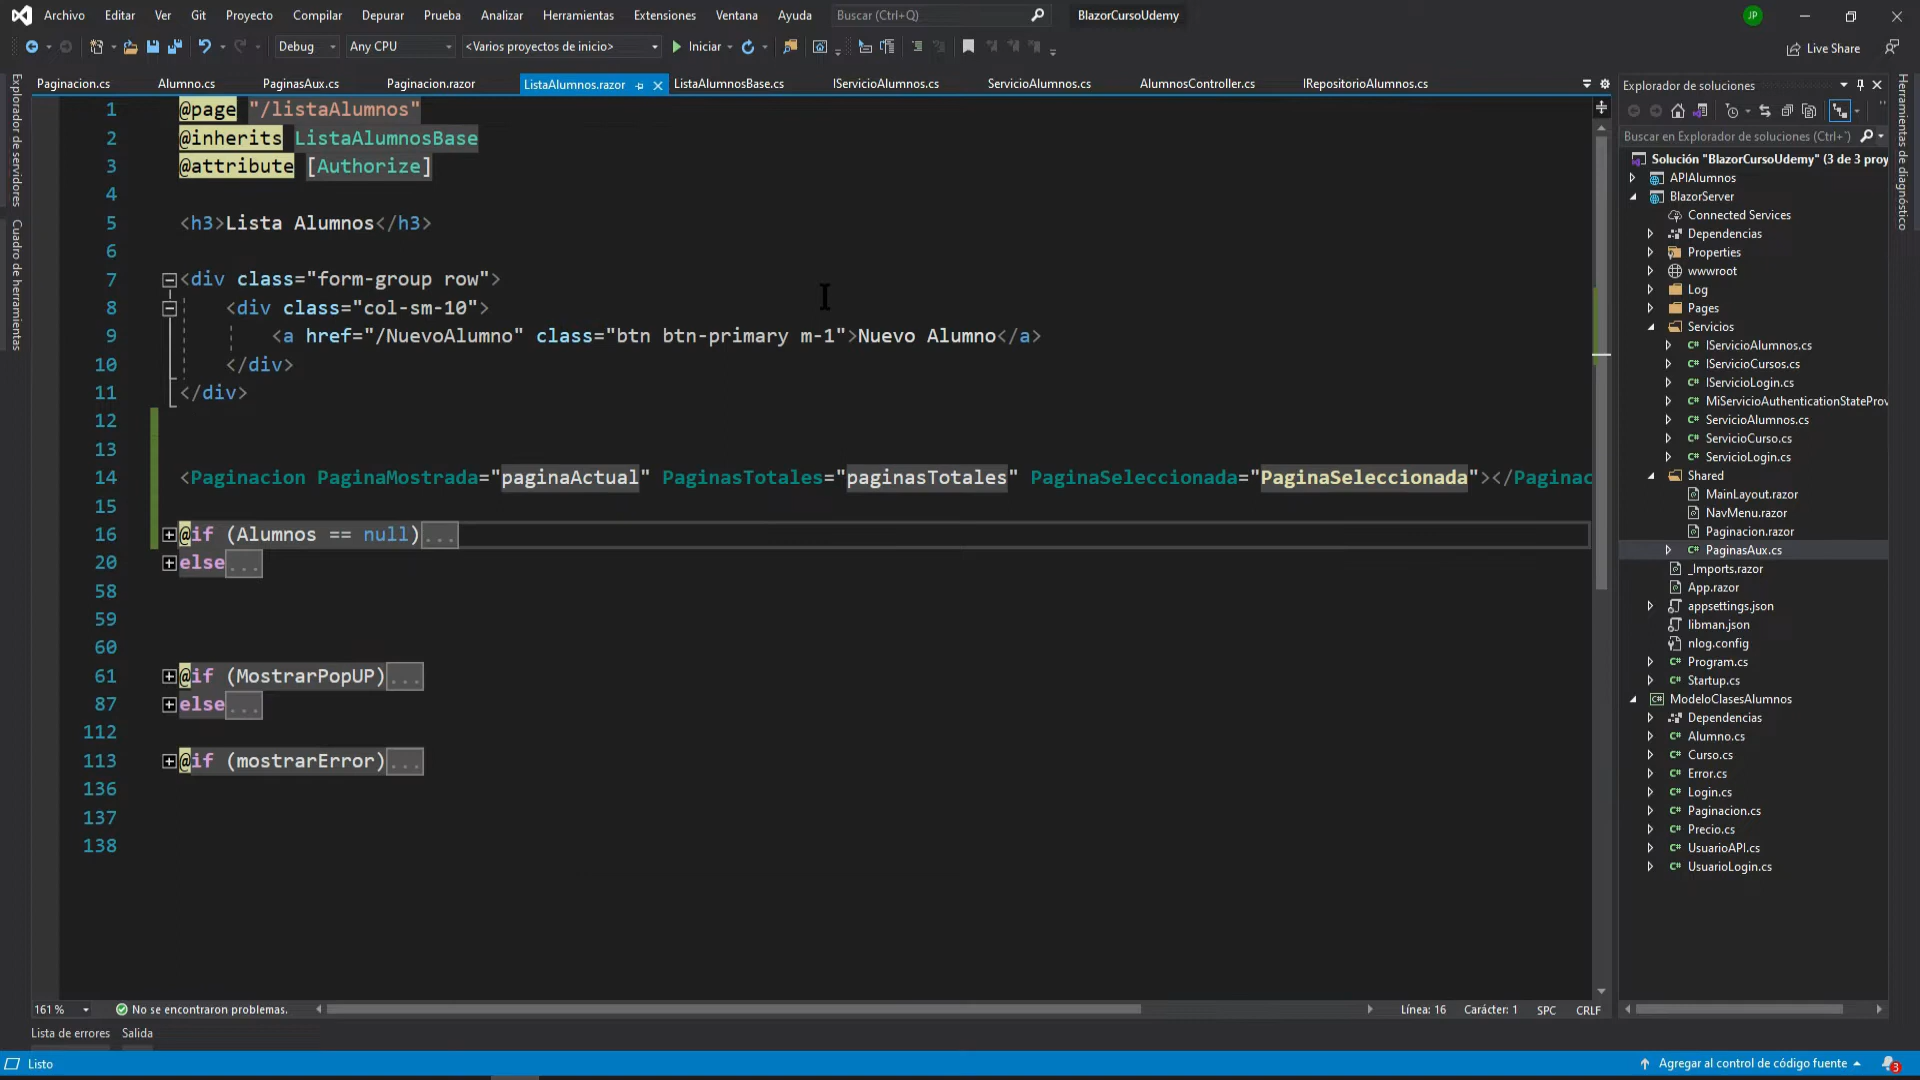 Archivo Editar Ver Git Proyecto Compilar Depurar Prueba Analizar Herramientas Extensiones Ventana Ayuda Buscar (Ctrl+Q) BlazorCursoUdemy JP
Debug Any CPU <Varios proyectos de inicio> Iniciar Live Share
Paginacion.cs Alumno.cs PaginasAux.cs Paginacion.razor ListaAlumnos.razor ListaAlumnosBase.cs IServicioAlumnos.cs ServicioAlumnos.cs AlumnosController.cs IRepositorioAlumnos.cs
Explorador de servidores
Cuadro de herramientas
1 @page "/listaAlumnos"
2 @inherits ListaAlumnosBase
3 @attribute [Authorize]
4
5 <h3>Lista Alumnos</h3>
6
7 <div class="form-group row">
8 <div class="col-sm-10">
9 <a href="/NuevoAlumno" class="btn btn-primary m-1">Nuevo Alumno</a>
10 </div>
11 </div>
12
13
14 <Paginacion PaginaMostrada="paginaActual" PaginasTotales="paginasTotales" PaginaSeleccionada="PaginaSeleccionada"></Paginac
15
16 @if (Alumnos == null)...
20 else...
58
59
60
61 @if (MostrarPopUP)...
87 else...
112
113 @if (mostrarError)...
136
137
138
161 % No se encontraron problemas. Línea: 16 Carácter: 1 SPC CRLF
Lista de errores Salida
Listo Agregar al control de código fuente 3
Explorador de soluciones
Buscar en Explorador de soluciones (Ctrl+
Solución "BlazorCursoUdemy" (3 de 3 proy
APIAlumnos
BlazorServer
Connected Services
Dependencias
Properties
wwwroot
Log
Pages
Servicios
IServicioAlumnos.cs
IServicioCursos.cs
IServicioLogin.cs
MiServicioAuthenticationStateProv
ServicioAlumnos.cs
ServicioCurso.cs
ServicioLogin.cs
Shared
MainLayout.razor
NavMenu.razor
Paginacion.razor
PaginasAux.cs
_Imports.razor
App.razor
appsettings.json
libman.json
nlog.config
Program.cs
Startup.cs
ModeloClasesAlumnos
Dependencias
Alumno.cs
Curso.cs
Error.cs
Login.cs
Paginacion.cs
Precio.cs
UsuarioAPI.cs
UsuarioLogin.cs
Herramientas de diagnóstico